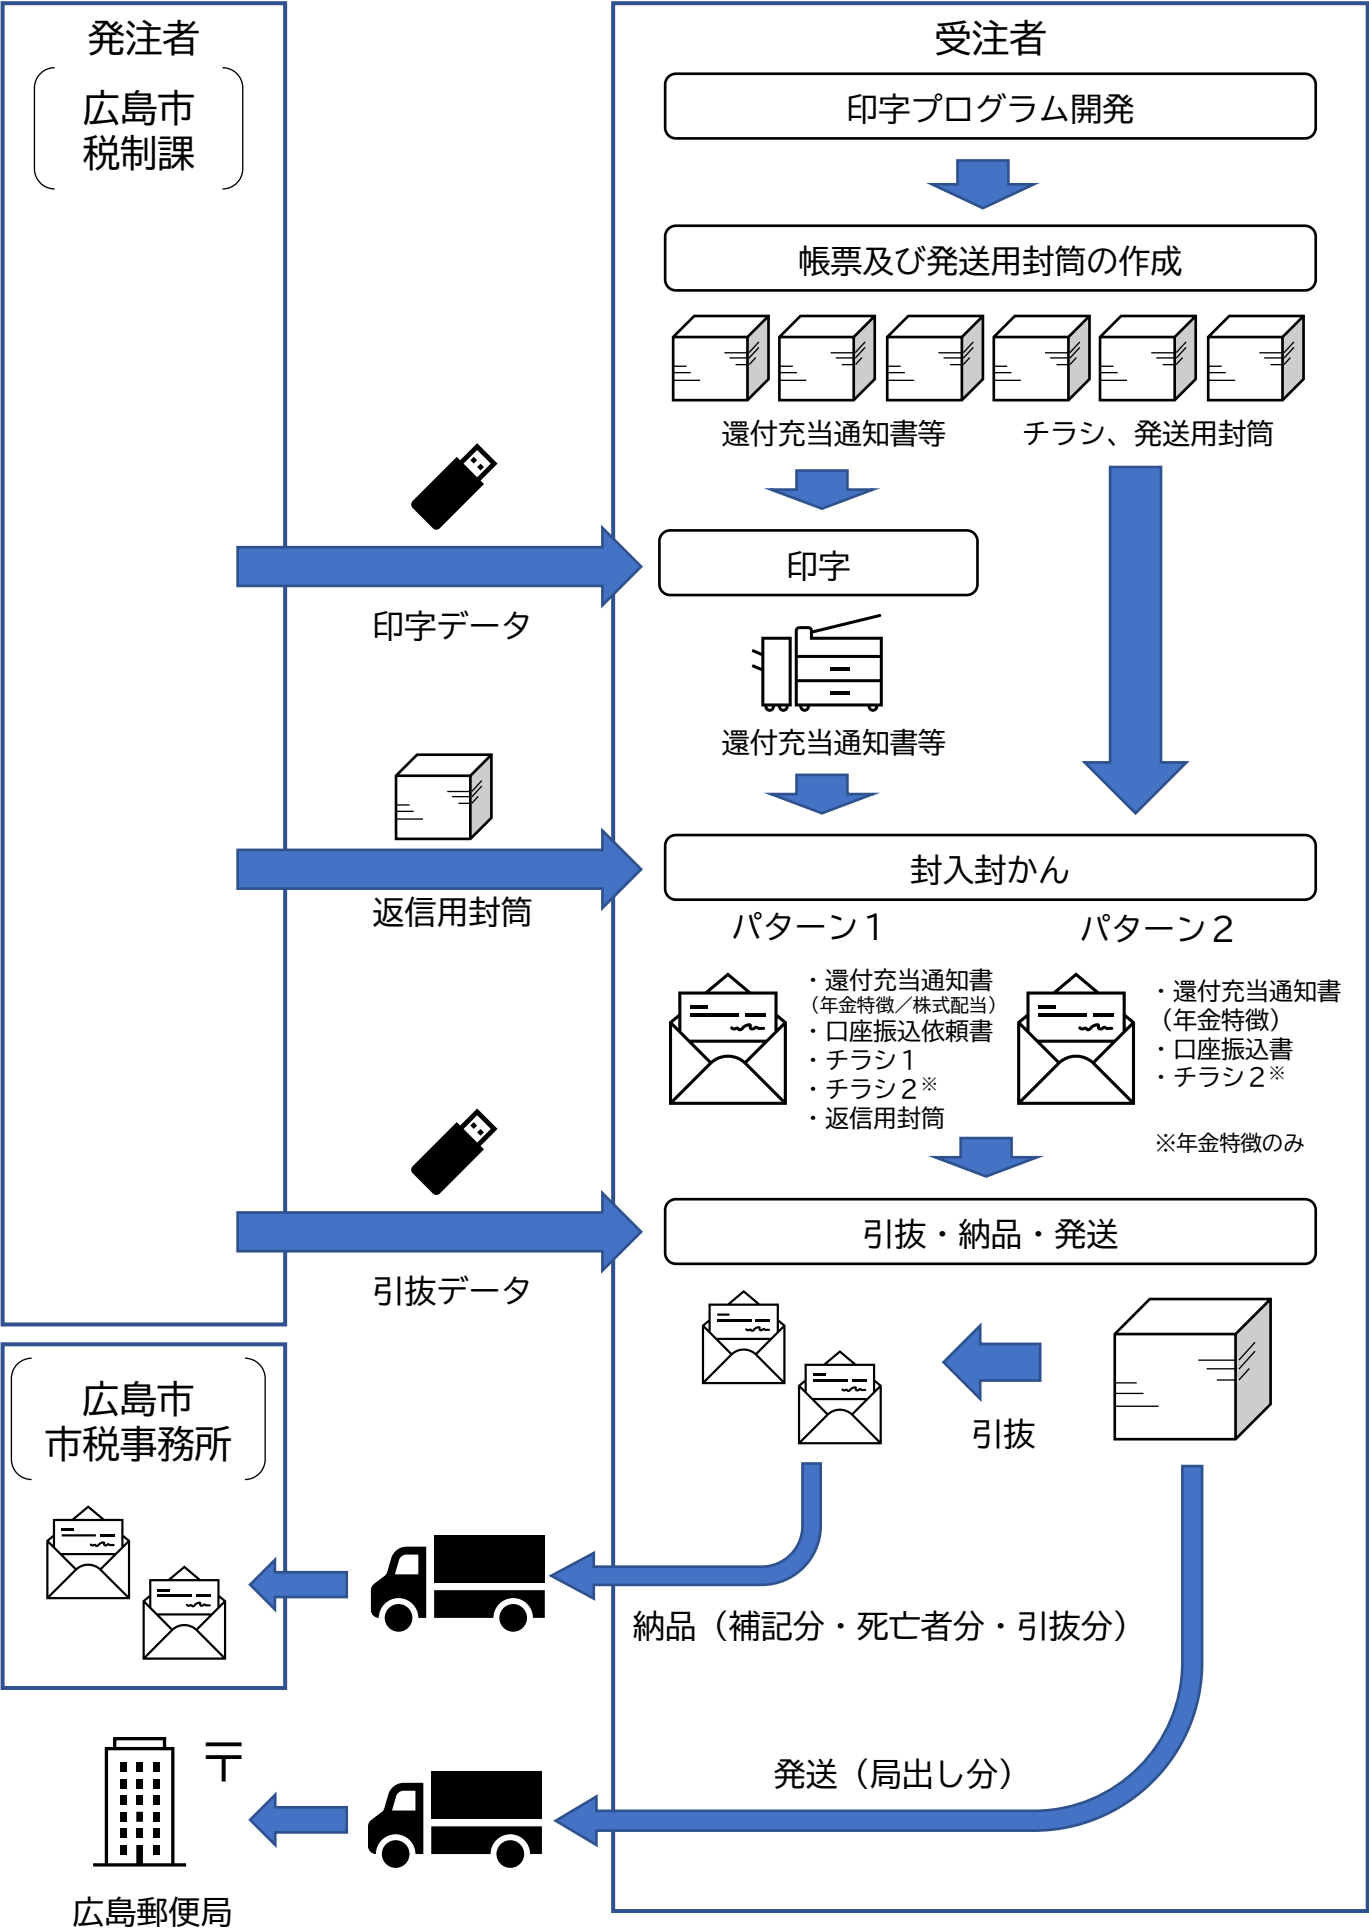 発注者
広島市
税制課
受注者
印字プログラム開発
帳票及び発送用封筒の作成
還付充当通知書等
チラシ、発送用封筒
印字データ
印字
還付充当通知書等
返信用封筒
封入封かん
パターン１
・還付充当通知書
（年金特徴／株式配当）
・口座振込依頼書
・チラシ１
・チラシ２※
・返信用封筒
パターン２
・還付充当通知書
（年金特徴）
・口座振込書
・チラシ２※
※年金特徴のみ
引抜データ
引抜・納品・発送
引抜
広島市
市税事務所
納品（補記分・死亡者分・引抜分）
発送（局出し分）
〒
広島郵便局